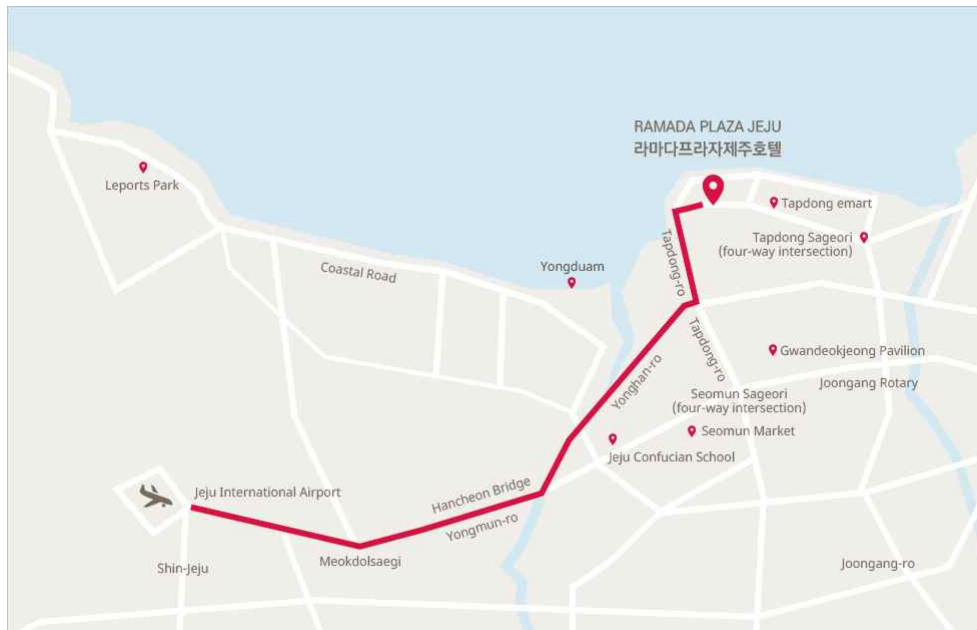 RAMADA PLAZA JEJU
라마다프라자제주호텔
Leports Park
Tapdong emart
Tapdong Sageori
(four-way intersection)
Tapdong-ro
Coastal Road
Yongduam
Tapdong-ro
Gwandeokjeong Pavilion
Yonghan-ro
Joongang Rotary
Seomun Sageori
(four-way intersection)
Seomun Market
Jeju Confucian School
Hancheon Bridge
Jeju International Airport
Yongmun-ro
Meokdolsaegi
Shin-Jeju
Joongang-ro